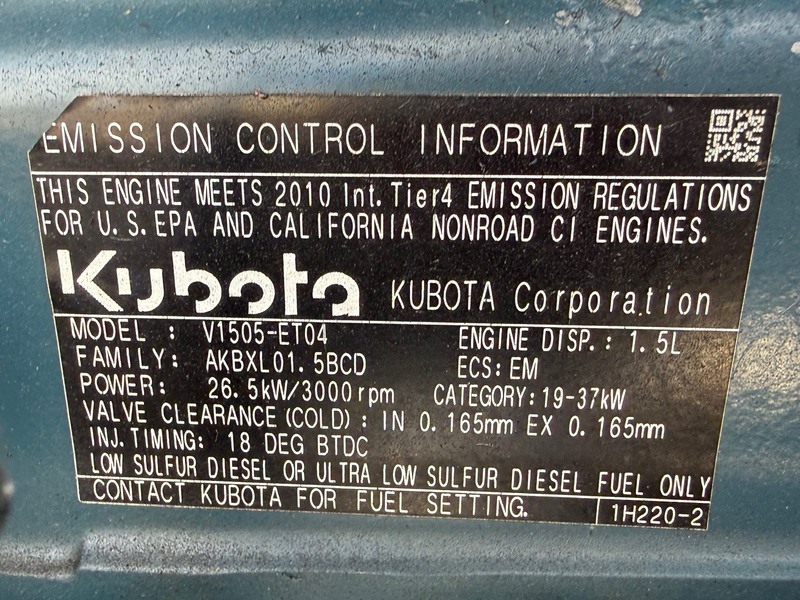 EMISSION CONTROL INFORMATION
THIS ENGINE MEETS 2010 Int. Tier4 EMISSION REGULATIONS
FOR U.S. EPA AND CALIFORNIA NONROAD CI ENGINES.
Kubota KUBOTA Corporation
MODEL : V1505-ET04 ENGINE DISP.: 1.5L
FAMILY: AKBXL01.5BCD ECS: EM
POWER: 26.5kW/3000rpm CATEGORY: 19-37kW
VALVE CLEARANCE (COLD): IN 0.165mm EX 0.165mm
INJ. TIMING: 18 DEG BTDC
LOW SULFUR DIESEL OR ULTRA LOW SULFUR DIESEL FUEL ONLY
CONTACT KUBOTA FOR FUEL SETTING. 1H220-2